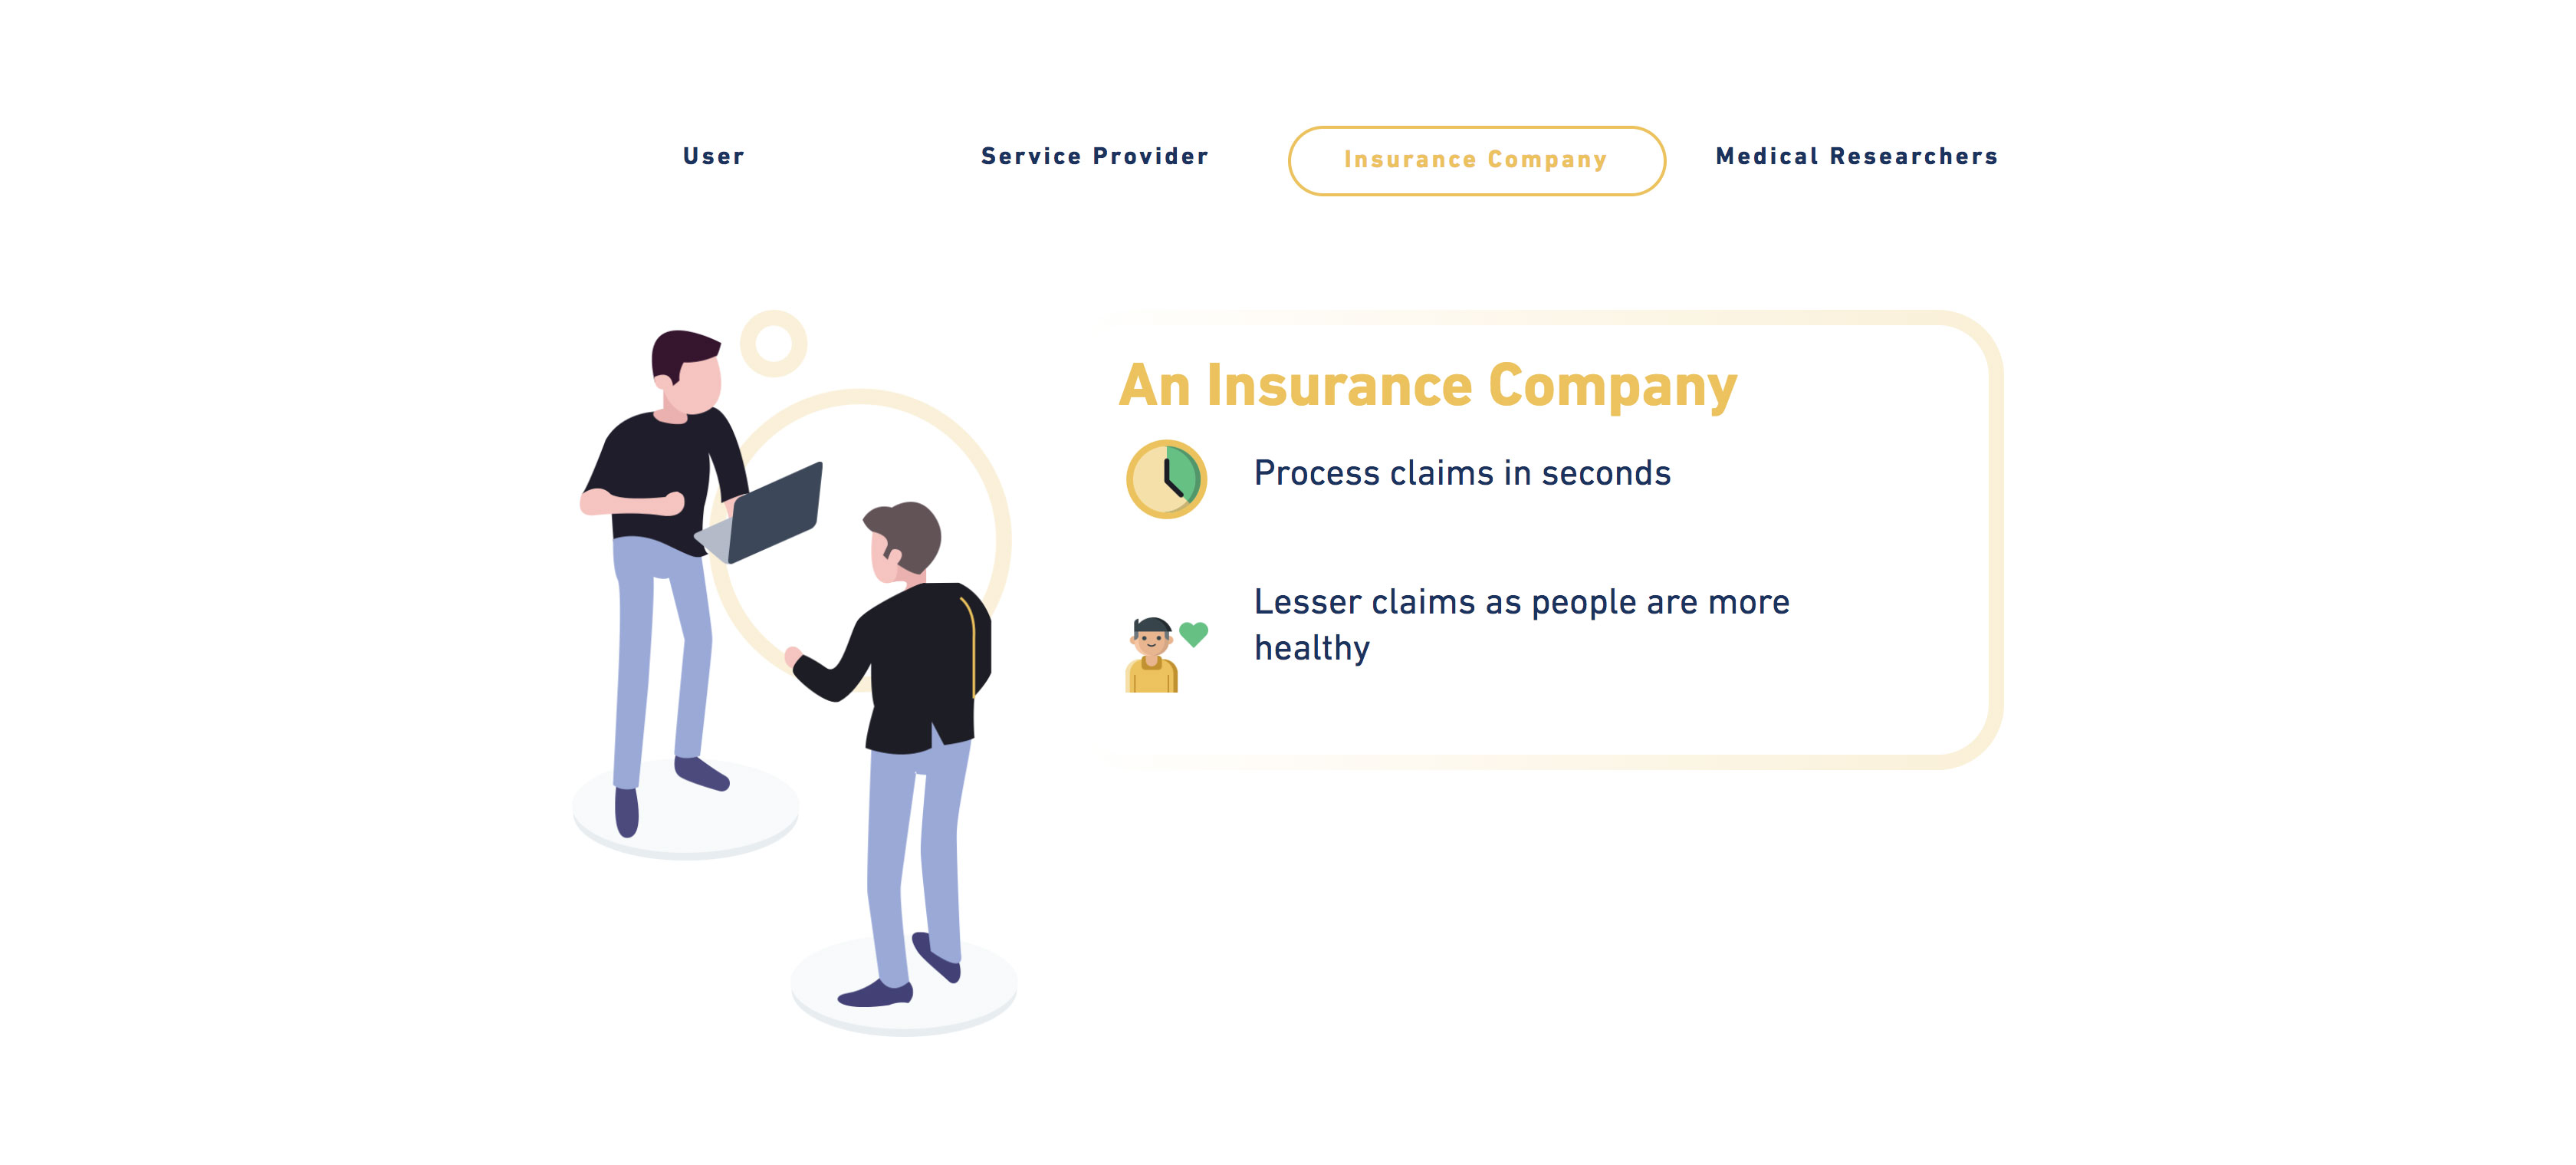 User
Service Provider
Insurance Company
Medical Researchers
An Insurance Company
Process claims in seconds
Lesser claims as people are more
healthy